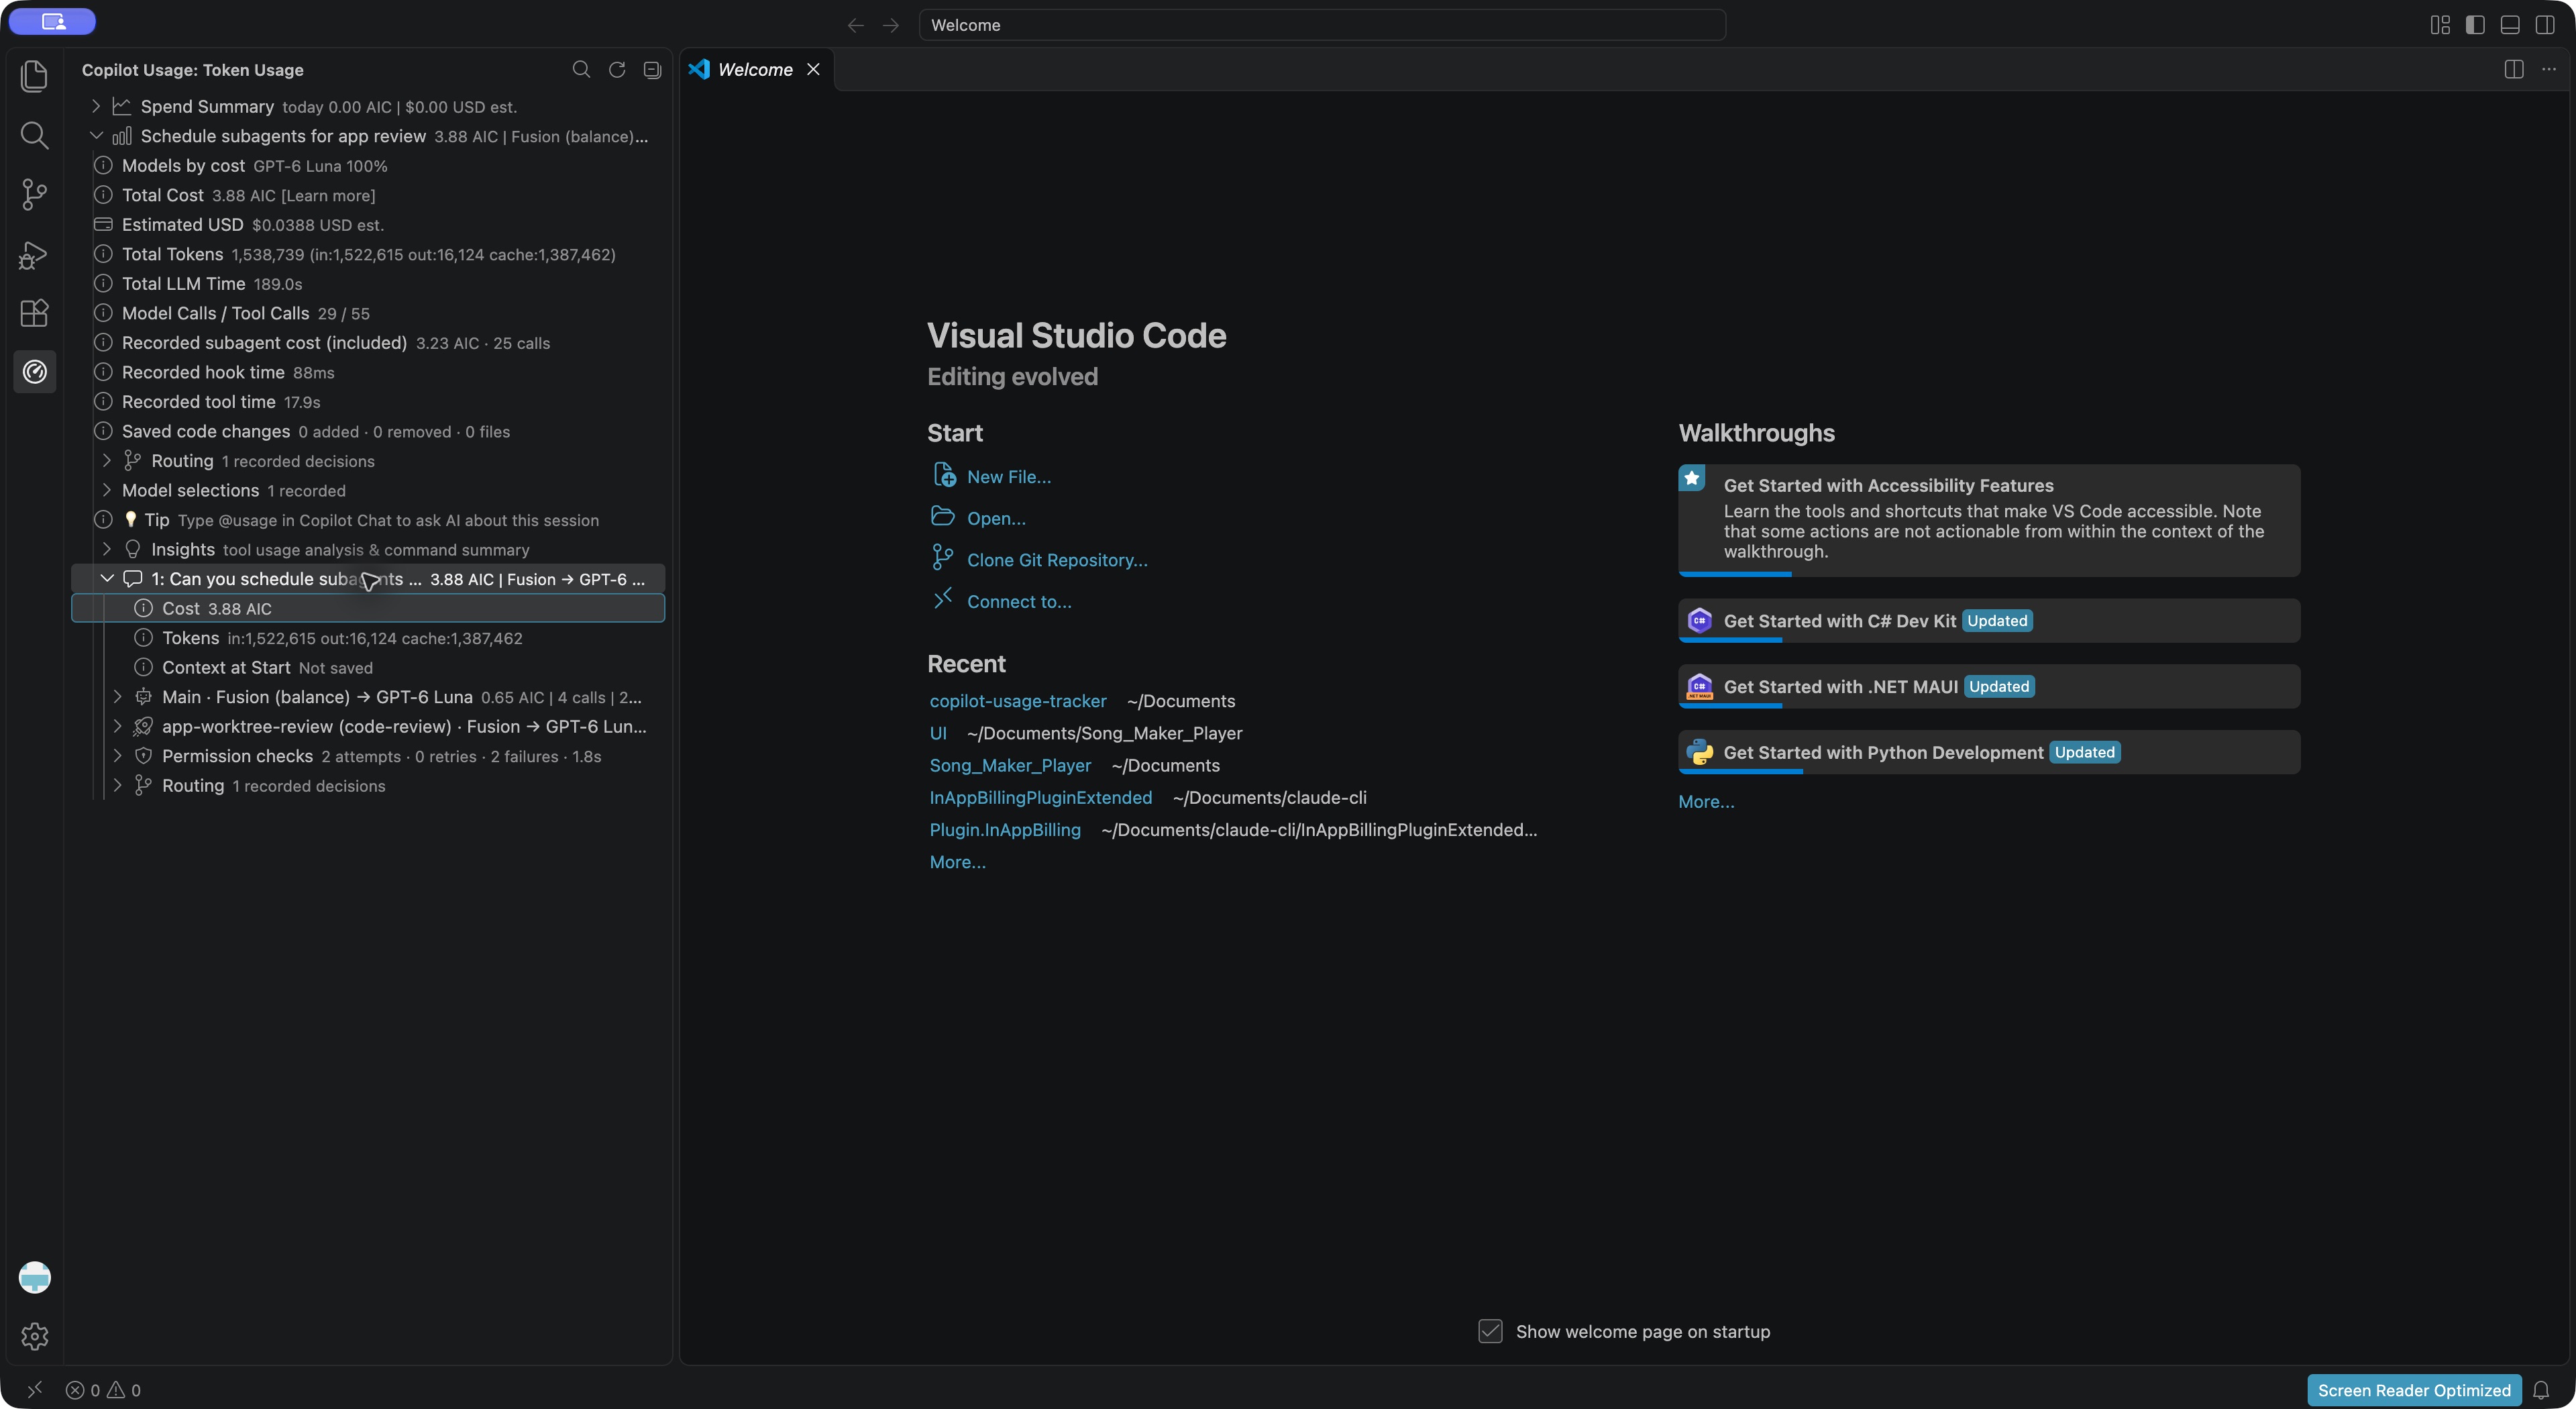 Welcome
Copilot Usage: Token Usage
Spend Summary today 0.00 AIC | $0.00 USD est.
Schedule subagents for app review 3.88 AIC | Fusion (balance)...
Models by cost GPT-6 Luna 100%
Total Cost 3.88 AIC [Learn more]
Estimated USD $0.0388 USD est.
Total Tokens 1,538,739 (in:1,522,615 out:16,124 cache:1,387,462)
Total LLM Time 189.0s
Model Calls / Tool Calls 29 / 55
Recorded subagent cost (included) 3.23 AIC · 25 calls
Recorded hook time 88ms
Recorded tool time 17.9s
Saved code changes 0 added · 0 removed · 0 files
Routing 1 recorded decisions
Model selections 1 recorded
Tip Type @usage in Copilot Chat to ask AI about this session
Insights tool usage analysis & command summary
1: Can you schedule subagents ... 3.88 AIC | Fusion → GPT-6 ...
Cost 3.88 AIC
Tokens in:1,522,615 out:16,124 cache:1,387,462
Context at Start Not saved
Main · Fusion (balance) → GPT-6 Luna 0.65 AIC | 4 calls | 2...
app-worktree-review (code-review) · Fusion → GPT-6 Lun...
Permission checks 2 attempts · 0 retries · 2 failures · 1.8s
Routing 1 recorded decisions
Welcome
Visual Studio Code
Editing evolved
Start
New File...
Open...
Clone Git Repository...
Connect to...
Recent
copilot-usage-tracker ~/Documents
UI ~/Documents/Song_Maker_Player
Song_Maker_Player ~/Documents
InAppBillingPluginExtended ~/Documents/claude-cli
Plugin.InAppBilling ~/Documents/claude-cli/InAppBillingPluginExtended...
More...
Walkthroughs
Get Started with Accessibility Features
Learn the tools and shortcuts that make VS Code accessible. Note
that some actions are not actionable from within the context of the
walkthrough.
C#
Get Started with C# Dev Kit Updated
C#
.NET MAUI
Get Started with .NET MAUI Updated
Get Started with Python Development Updated
More...
Show welcome page on startup
0 0
Screen Reader Optimized